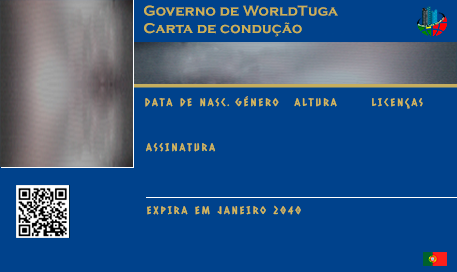 Governo de WorldTuga
Carta de condução
DATA DE NASC. GÉNERO ALTURA LICENÇAS
ASSINATURA
EXPIRA EM JANEIRO 2040